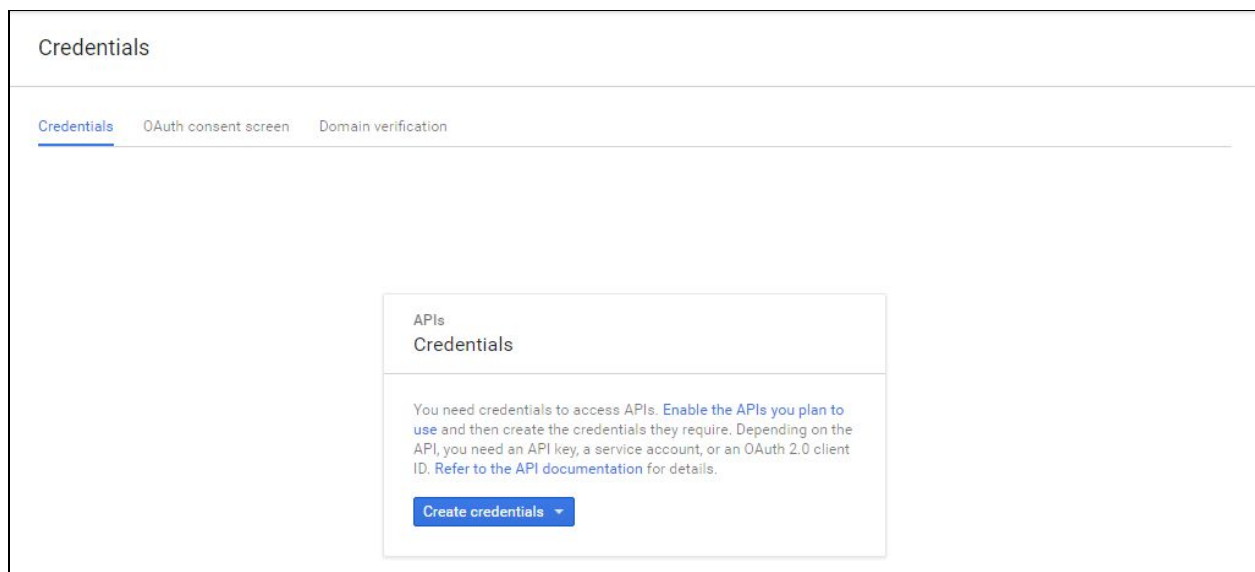 Credentials
Credentials OAuth consent screen Domain verification
APIs
Credentials
You need credentials to access APIs. Enable the APIs you plan to
use and then create the credentials they require. Depending on the
API, you need an API key, a service account, or an OAuth 2.0 client
ID. Refer to the API documentation for details.
Create credentials